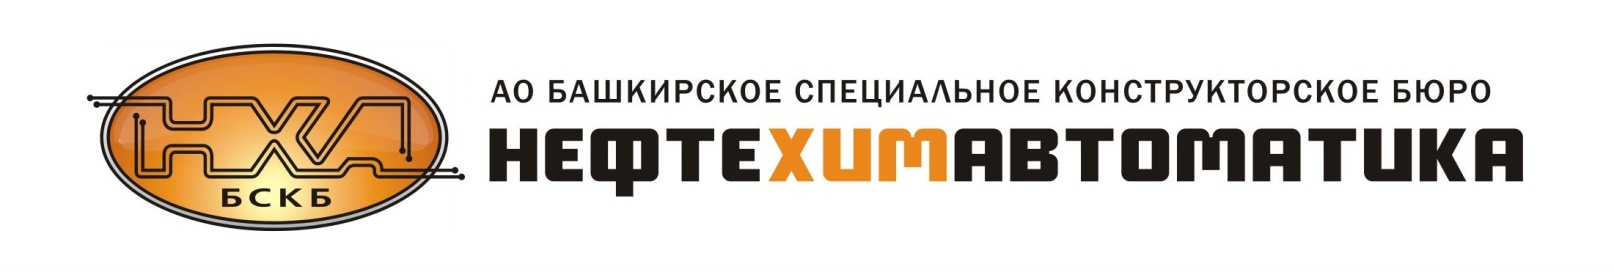 НХА
БСКБ
АО БАШКИРСКОЕ СПЕЦИАЛЬНОЕ КОНСТРУКТОРСКОЕ БЮРО
НЕФТЕХИМАВТОМАТИКА